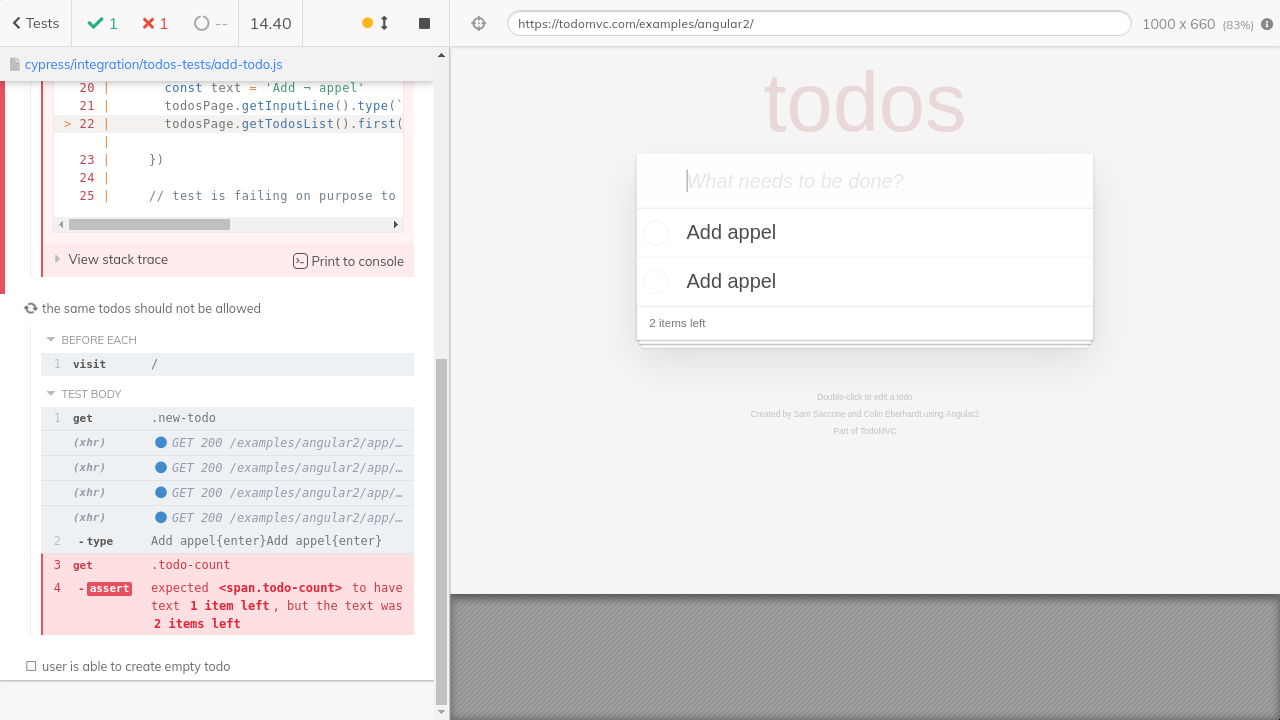 Tests
1
1
--
14.40
https://todomvc.com/examples/angular2/
1000 x 660 (83%)
cypress/integration/todos-tests/add-todo.js
20 | const text = 'Add ¬ appel'
21 | todosPage.getInputLine().type(`
> 22 | todosPage.getTodosList().first(
|
23 | })
24 |
25 | // test is failing on purpose to
View stack trace
Print to console
the same todos should not be allowed
BEFORE EACH
1 visit /
TEST BODY
1 get .new-todo
(xhr) GET 200 /examples/angular2/app/…
(xhr) GET 200 /examples/angular2/app/…
(xhr) GET 200 /examples/angular2/app/…
(xhr) GET 200 /examples/angular2/app/…
2 -type Add appel{enter}Add appel{enter}
3 get .todo-count
4 -assert expected <span.todo-count> to have
text 1 item left, but the text was
2 items left
user is able to create empty todo
todos
What needs to be done?
Add appel
Add appel
2 items left
Double-click to edit a todo
Created by Sam Saccone and Colin Eberhardt using Angular2
Part of TodoMVC